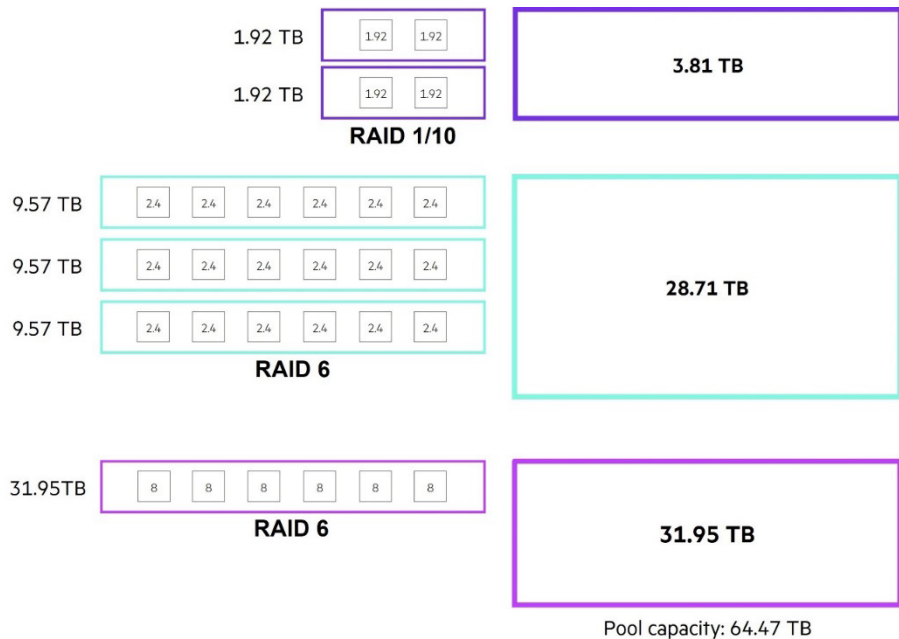 1.92 TB 1.92 1.92
1.92 TB 1.92 1.92
RAID 1/10
3.81 TB
9.57 TB 2.4 2.4 2.4 2.4 2.4 2.4
9.57 TB 2.4 2.4 2.4 2.4 2.4 2.4
9.57 TB 2.4 2.4 2.4 2.4 2.4 2.4
RAID 6
28.71 TB
31.95TB 8 8 8 8 8 8
RAID 6
31.95 TB
Pool capacity: 64.47 TB